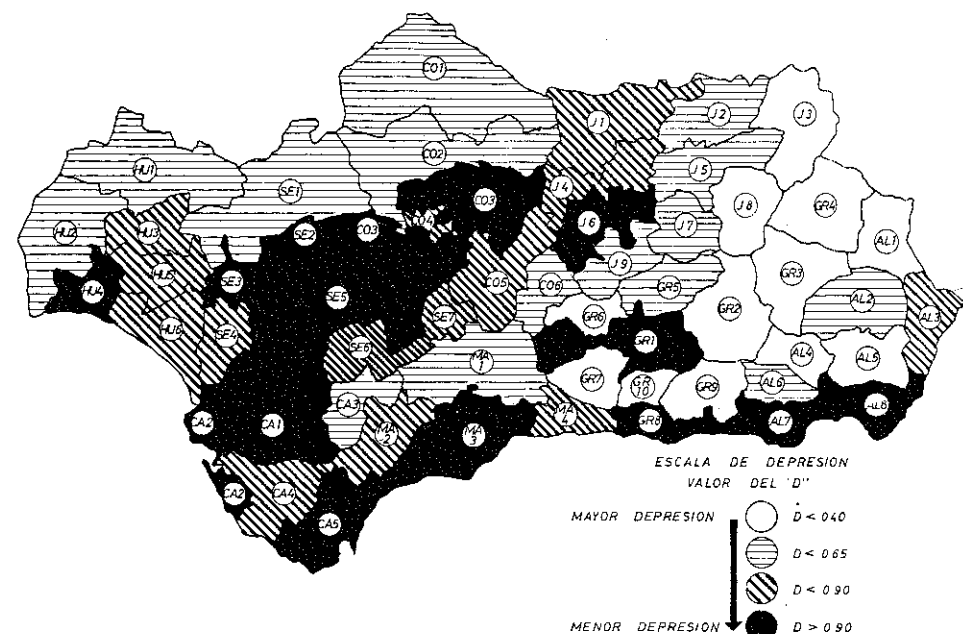 CO1
J1
J2
J3
CO2
HU1
SE1
J5
J4
CO3
J8
GR4
HU2
HU3
SE2
CO3
CO4
J6
J7
AL1
J9
HU4
HU5
SE3
SE5
CO5
CO6
GR5
GR3
AL2
HU6
SE4
SE7
GR6
GR2
AL3
SE6
GR1
MA
1
AL4
AL5
GR7
GR
10
GR9
AL6
CA3
CA2
CA1
MA
2
MA
3
MA
4
GR8
AL7
AL8
CA2
CA4
CA5
ESCALA DE DEPRESION
VALOR DEL "D"
MAYOR DEPRESION
D < 0 40
D < 0 65
D < 0 90
MENOR DEPRESION
D > 0 90